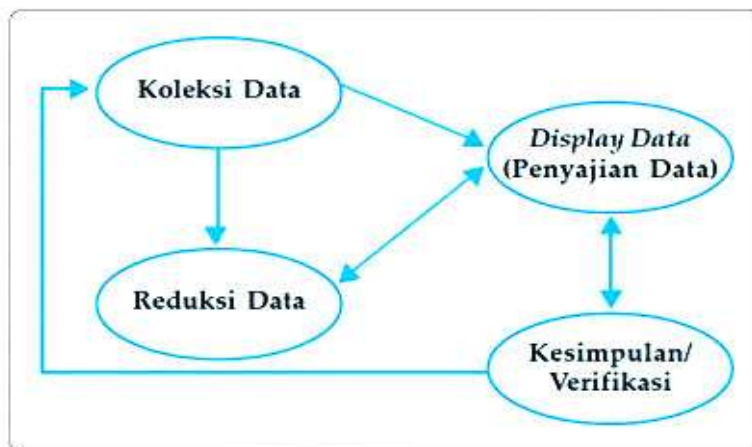 Koleksi Data
Display Data
(Penyajian Data)
Reduksi Data
Kesimpulan/
Verifikasi